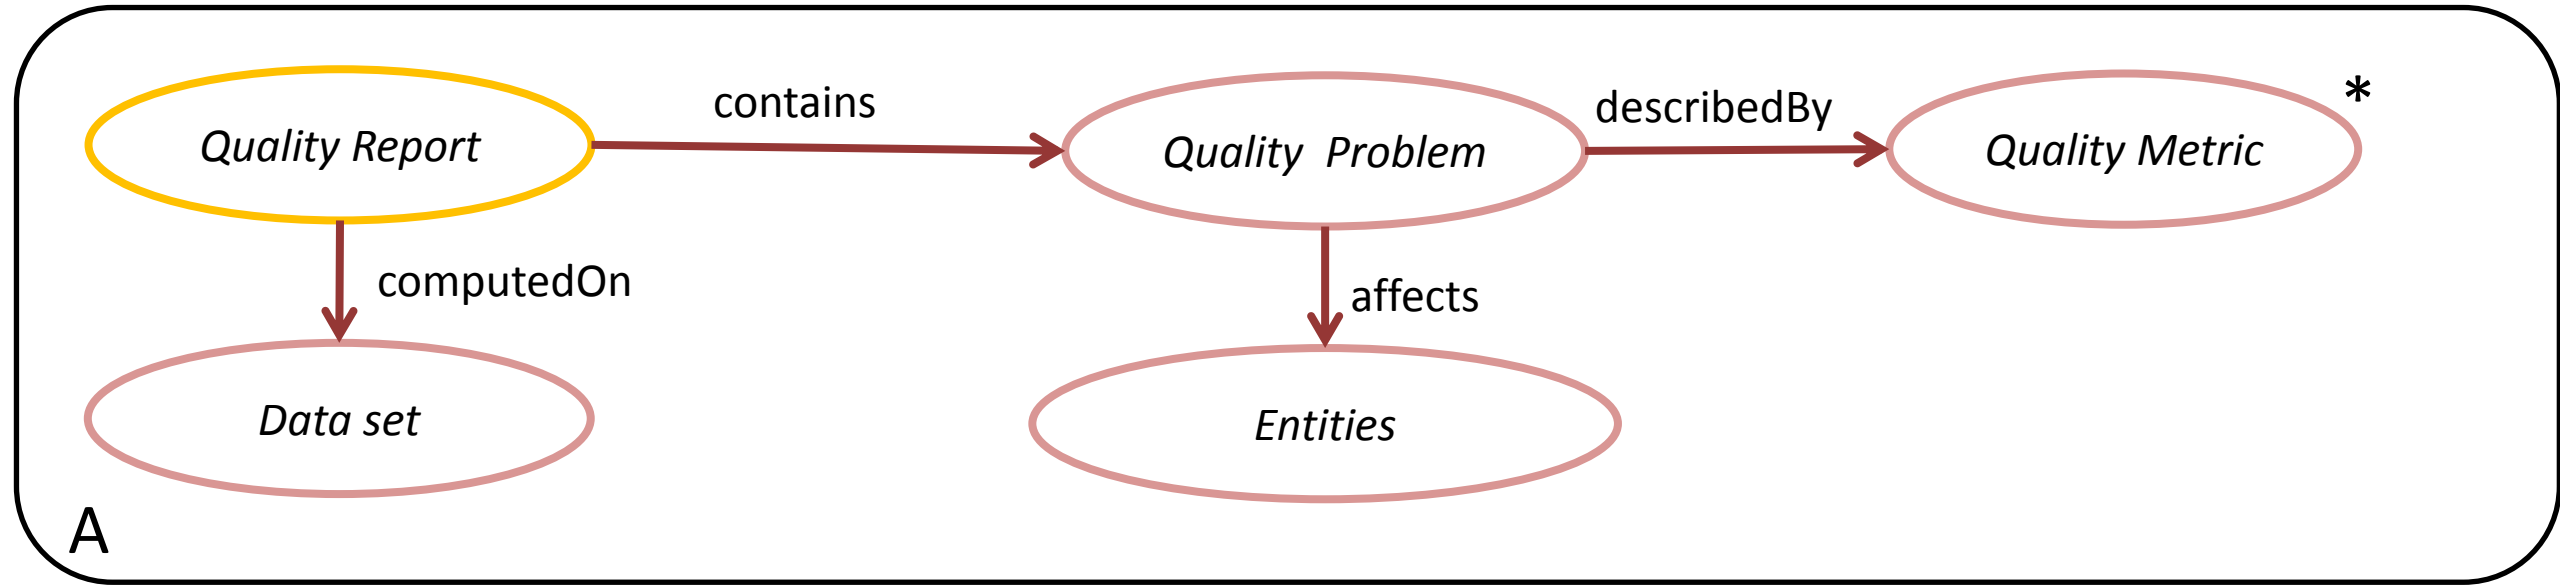 contains
describedBy
*
Quality Report
Quality Problem
Quality Metric
computedOn
affects
Data set
Entities
A